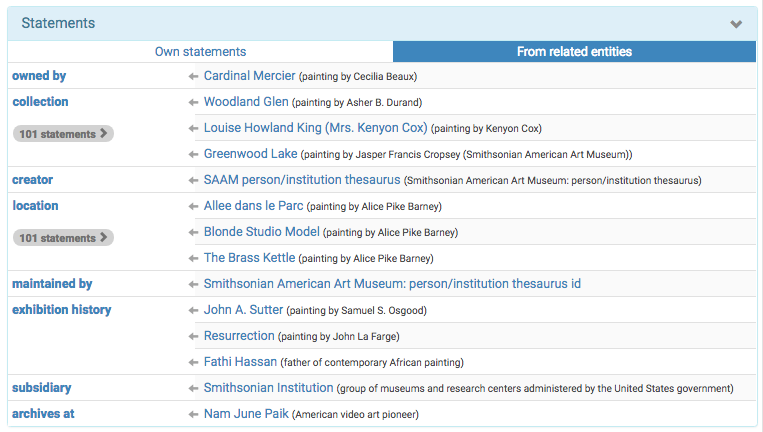 Statements
Own statements From related entities
owned by Cardinal Mercier (painting by Cecilia Beaux)
collection Woodland Glen (painting by Asher B. Durand)
101 statements Louise Howland King (Mrs. Kenyon Cox) (painting by Kenyon Cox)
Greenwood Lake (painting by Jasper Francis Cropsey (Smithsonian American Art Museum))
creator SAAM person/institution thesaurus (Smithsonian American Art Museum: person/institution thesaurus)
location Allee dans le Parc (painting by Alice Pike Barney)
101 statements Blonde Studio Model (painting by Alice Pike Barney)
The Brass Kettle (painting by Alice Pike Barney)
maintained by Smithsonian American Art Museum: person/institution thesaurus id
exhibition history John A. Sutter (painting by Samuel S. Osgood)
Resurrection (painting by John La Farge)
Fathi Hassan (father of contemporary African painting)
subsidiary Smithsonian Institution (group of museums and research centers administered by the United States government)
archives at Nam June Paik (American video art pioneer)